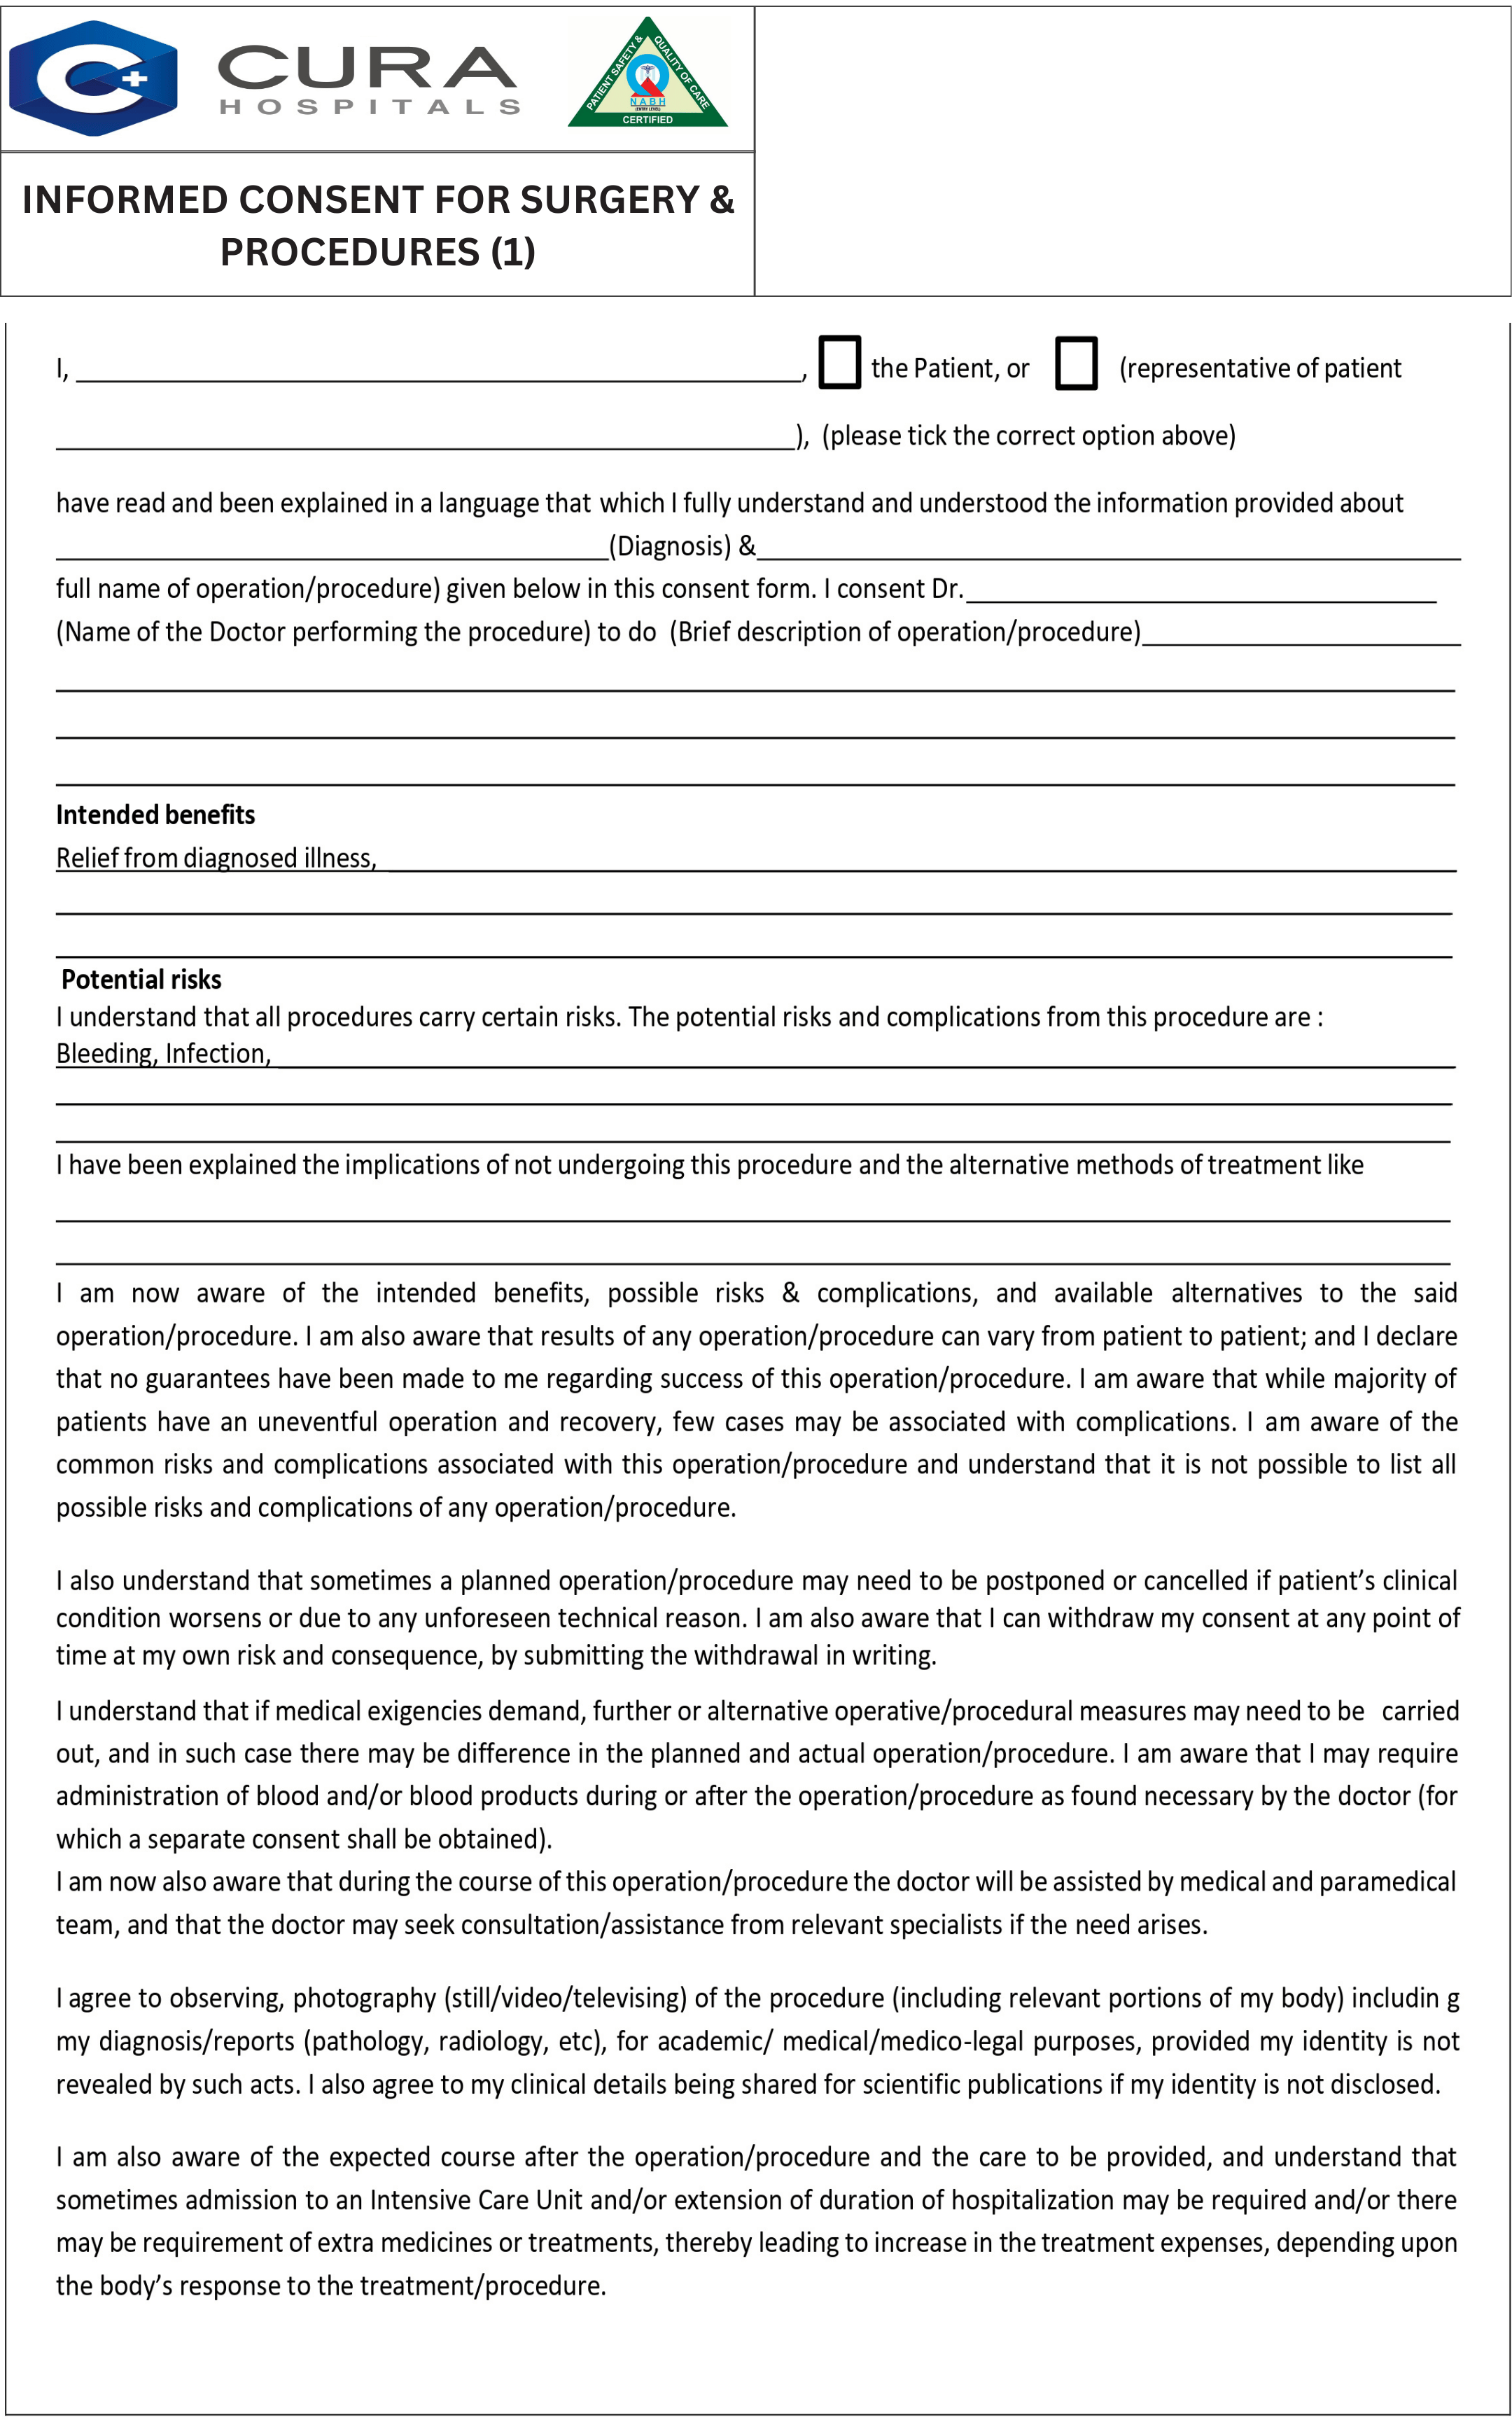 CURA
HOSPITALS
PATIENT SAFETY & QUALITY OF CARE
NABH
(ENTRY LEVEL)
CERTIFIED
INFORMED CONSENT FOR SURGERY &
PROCEDURES (1)
I, ______________________, the Patient, or (representative of patient
______________________), (please tick the correct option above)
have read and been explained in a language that which I fully understand and understood the information provided about
______________________(Diagnosis) &______________________
full name of operation/procedure) given below in this consent form. I consent Dr.______________________
(Name of the Doctor performing the procedure) to do (Brief description of operation/procedure)______________________
Intended benefits
Relief from diagnosed illness, ______________________
Potential risks
I understand that all procedures carry certain risks. The potential risks and complications from this procedure are :
Bleeding, Infection, ______________________
I have been explained the implications of not undergoing this procedure and the alternative methods of treatment like
I am now aware of the intended benefits, possible risks & complications, and available alternatives to the said
operation/procedure. I am also aware that results of any operation/procedure can vary from patient to patient; and I declare
that no guarantees have been made to me regarding success of this operation/procedure. I am aware that while majority of
patients have an uneventful operation and recovery, few cases may be associated with complications. I am aware of the
common risks and complications associated with this operation/procedure and understand that it is not possible to list all
possible risks and complications of any operation/procedure.
I also understand that sometimes a planned operation/procedure may need to be postponed or cancelled if patient’s clinical
condition worsens or due to any unforeseen technical reason. I am also aware that I can withdraw my consent at any point of
time at my own risk and consequence, by submitting the withdrawal in writing.
I understand that if medical exigencies demand, further or alternative operative/procedural measures may need to be carried
out, and in such case there may be difference in the planned and actual operation/procedure. I am aware that I may require
administration of blood and/or blood products during or after the operation/procedure as found necessary by the doctor (for
which a separate consent shall be obtained).
I am now also aware that during the course of this operation/procedure the doctor will be assisted by medical and paramedical
team, and that the doctor may seek consultation/assistance from relevant specialists if the need arises.
I agree to observing, photography (still/video/televising) of the procedure (including relevant portions of my body) includin g
my diagnosis/reports (pathology, radiology, etc), for academic/ medical/medico-legal purposes, provided my identity is not
revealed by such acts. I also agree to my clinical details being shared for scientific publications if my identity is not disclosed.
I am also aware of the expected course after the operation/procedure and the care to be provided, and understand that
sometimes admission to an Intensive Care Unit and/or extension of duration of hospitalization may be required and/or there
may be requirement of extra medicines or treatments, thereby leading to increase in the treatment expenses, depending upon
the body’s response to the treatment/procedure.